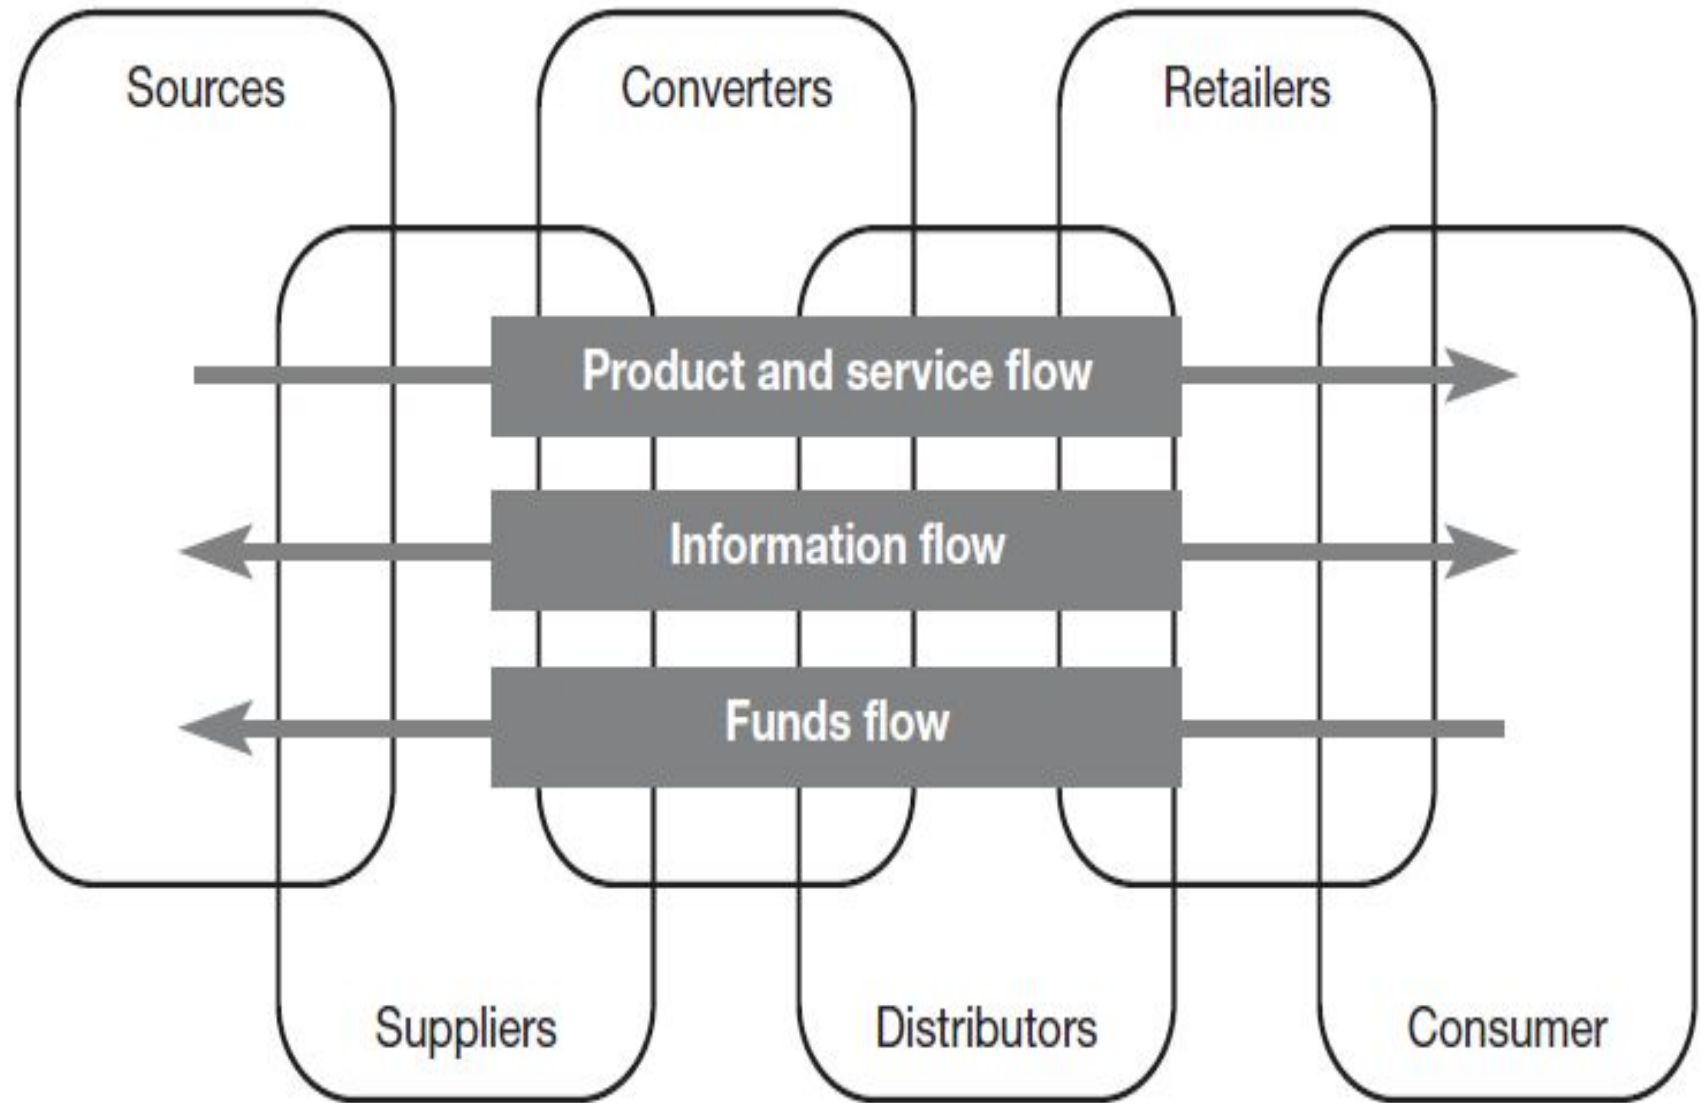 Sources
Converters
Retailers
Product and service flow
Information flow
Funds flow
Suppliers
Distributors
Consumer